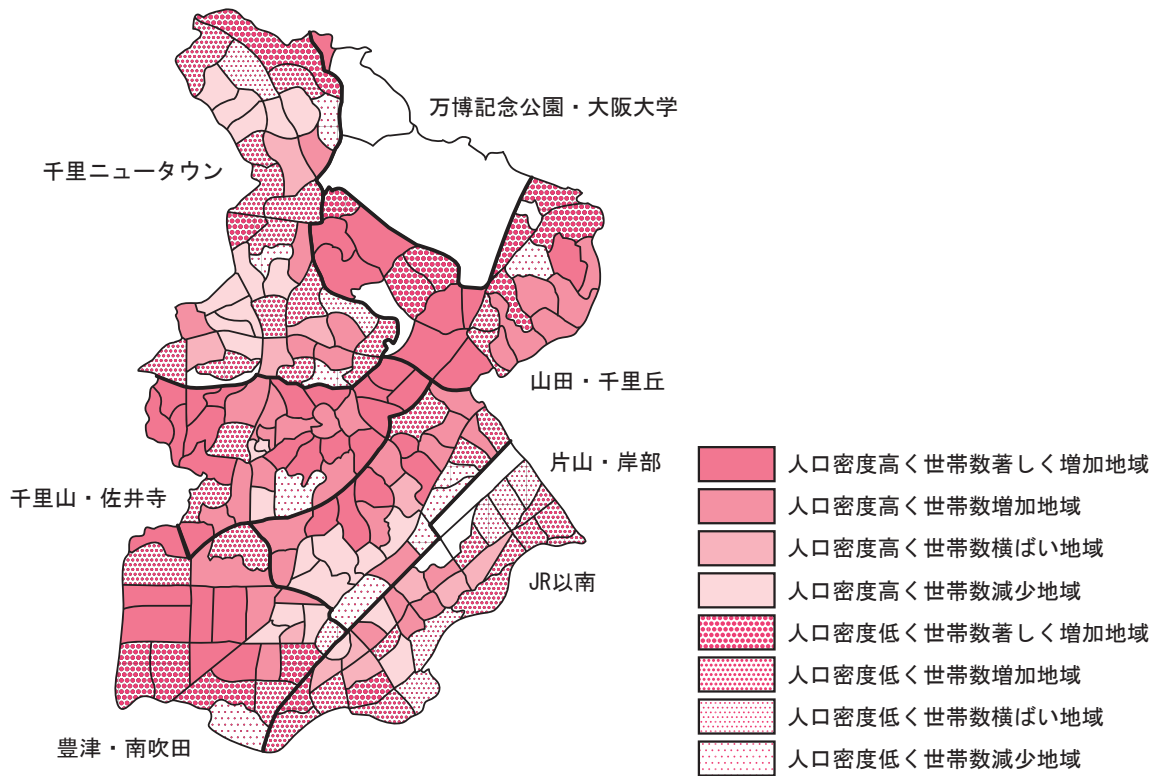 万博記念公園・大阪大学
千里ニュータウン
山田・千里丘
片山・岸部
千里山・佐井寺
JR以南
豊津・南吹田
人口密度高く世帯数著しく増加地域
人口密度高く世帯数増加地域
人口密度高く世帯数横ばい地域
人口密度高く世帯数減少地域
人口密度低く世帯数著しく増加地域
人口密度低く世帯数増加地域
人口密度低く世帯数横ばい地域
人口密度低く世帯数減少地域